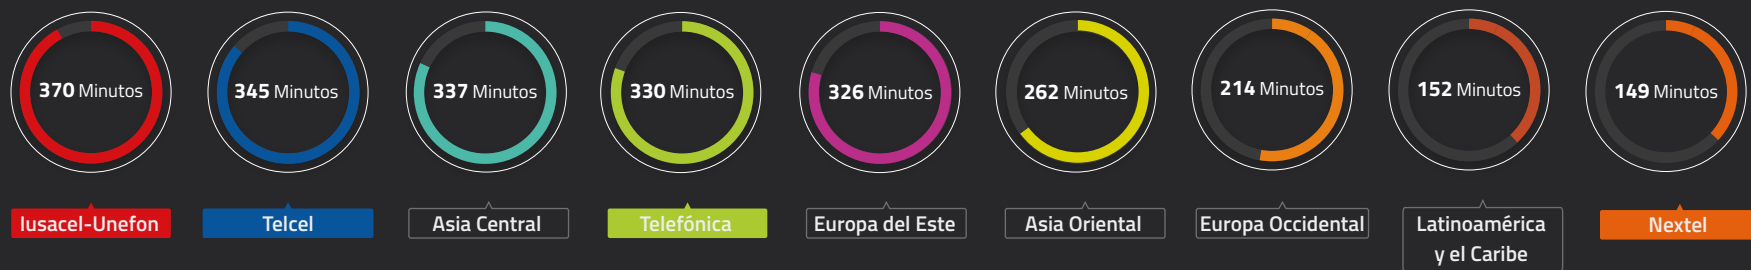 370 Minutos
345 Minutos
337 Minutos
330 Minutos
326 Minutos
262 Minutos
214 Minutos
152 Minutos
149 Minutos
Iusacel-Unefon
Telcel
Asia Central
Telefónica
Europa del Este
Asia Oriental
Europa Occidental
Latinoamérica
y el Caribe
Nextel